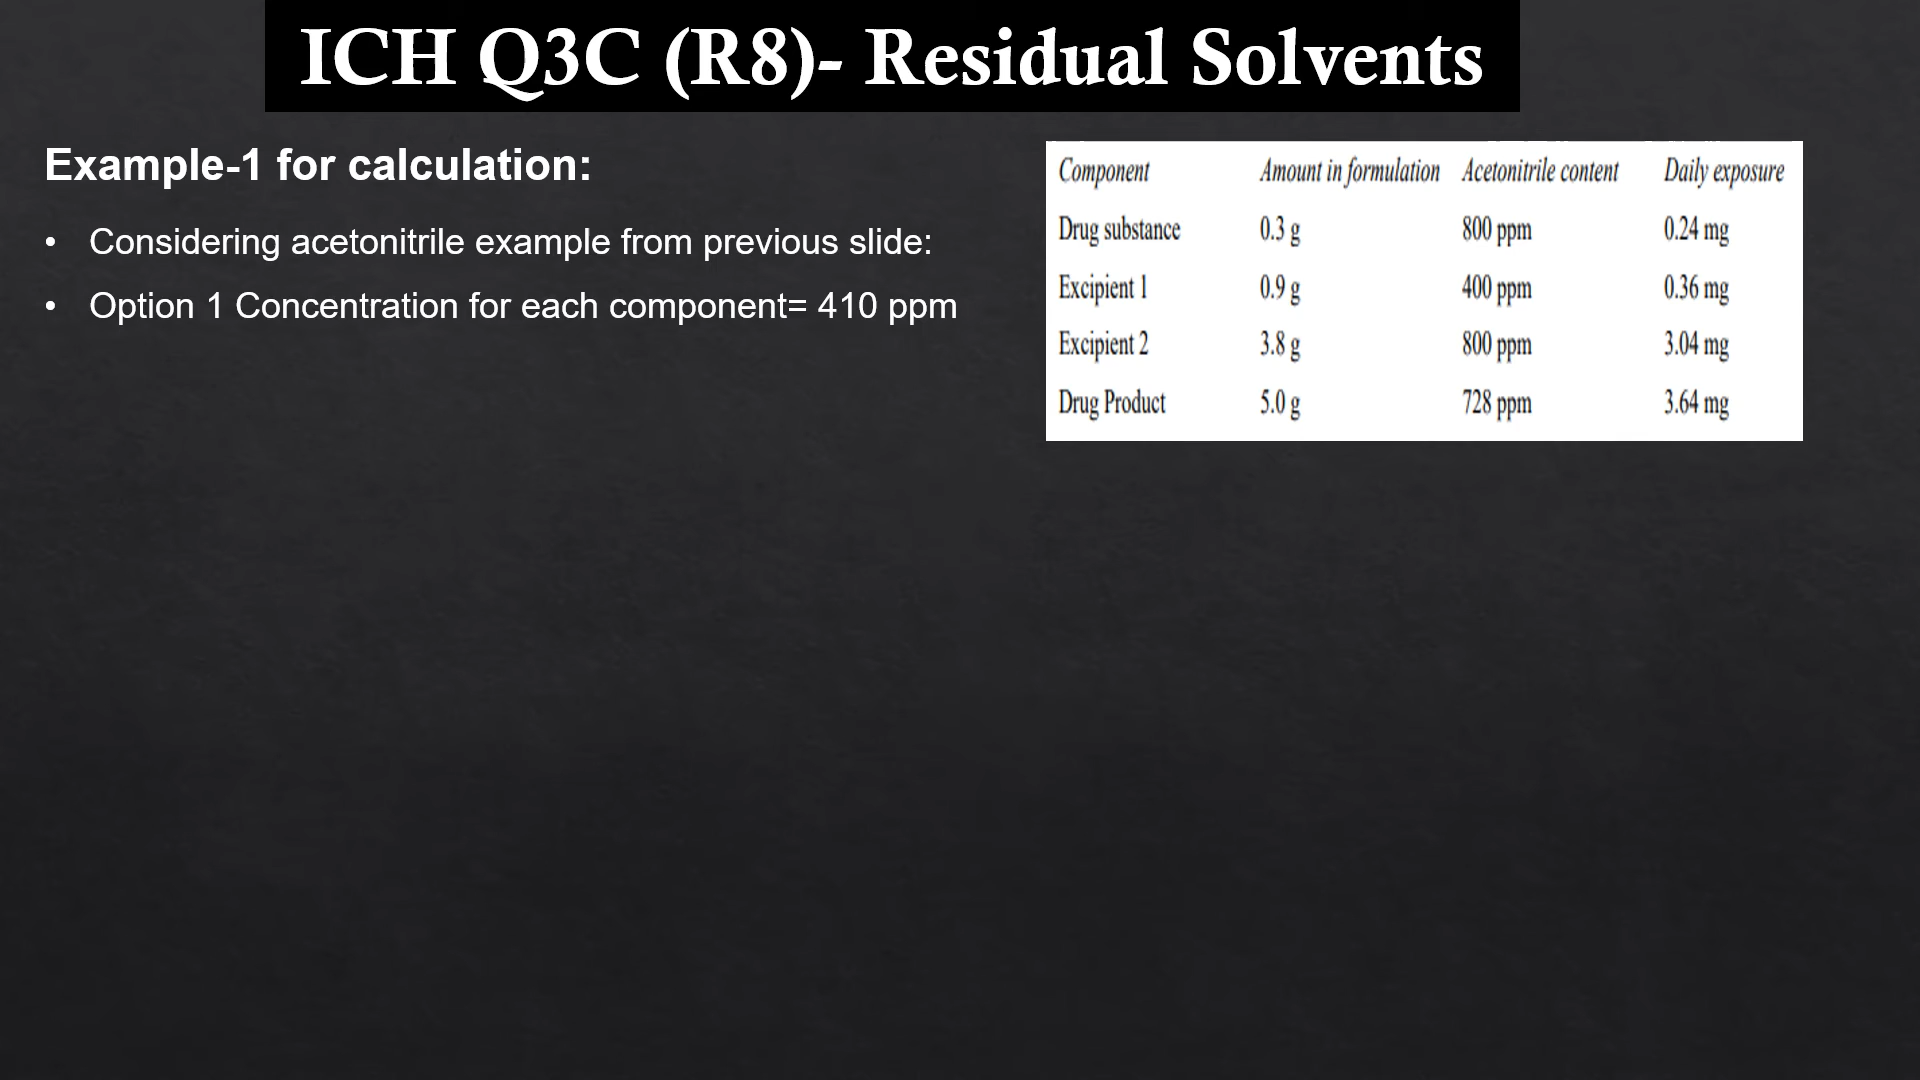 ICH Q3C (R8)- Residual Solvents
Example-1 for calculation:
• Considering acetonitrile example from previous slide:
• Option 1 Concentration for each component= 410 ppm
Component Amount in formulation Acetonitrile content Daily exposure
Drug substance 0.3 g 800 ppm 0.24 mg
Excipient 1 0.9 g 400 ppm 0.36 mg
Excipient 2 3.8 g 800 ppm 3.04 mg
Drug Product 5.0 g 728 ppm 3.64 mg